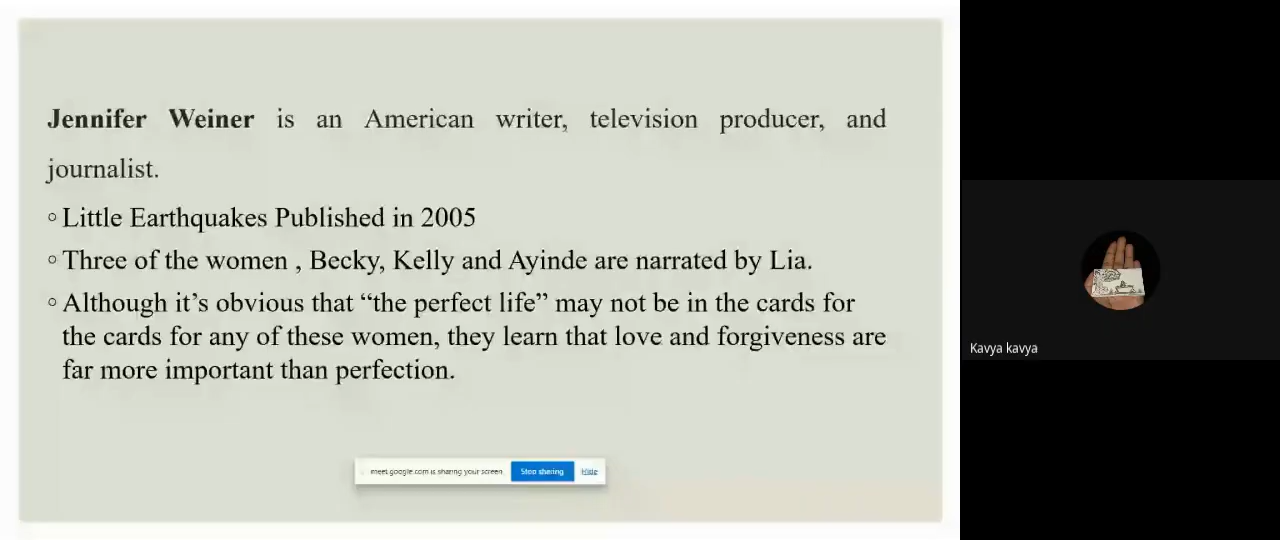 Jennifer Weiner is an American writer, television producer, and
journalist.
Little Earthquakes Published in 2005
Three of the women , Becky, Kelly and Ayinde are narrated by Lia.
Although it’s obvious that “the perfect life” may not be in the cards for
the cards for any of these women, they learn that love and forgiveness are
far more important than perfection.
meet.google.com is sharing your screen Stop sharing Hide
Kavya kavya